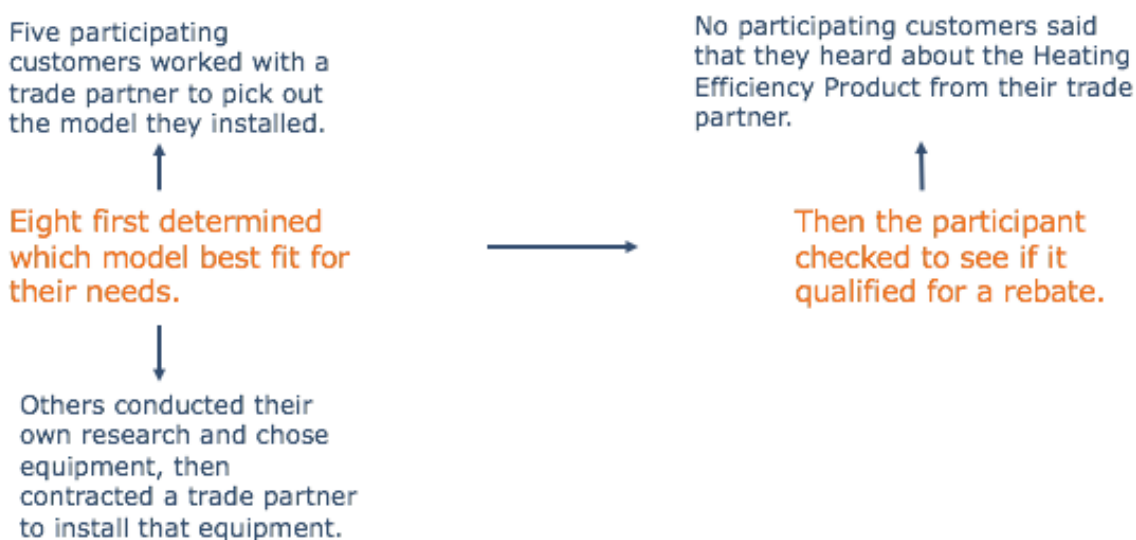 Five participating
customers worked with a
trade partner to pick out
the model they installed.
Eight first determined
which model best fit for
their needs.
Others conducted their
own research and chose
equipment, then
contracted a trade partner
to install that equipment.
No participating customers said
that they heard about the Heating
Efficiency Product from their trade
partner.
Then the participant
checked to see if it
qualified for a rebate.